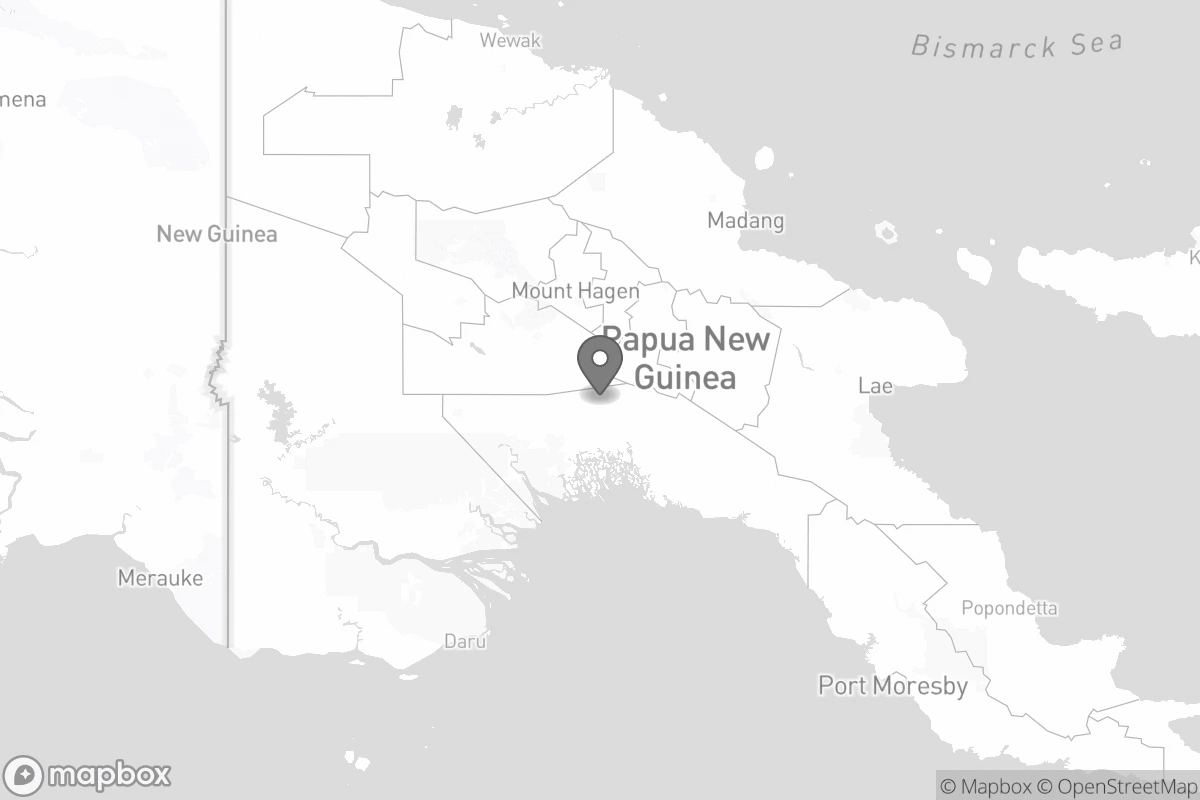 Wewak
Bismarck Sea
mena
Madang
New Guinea
K
Mount Hagen
Papua New
Guinea
Lae
Merauke
Popondetta
Daru
Port Moresby
mapbox
© Mapbox © OpenStreetMap